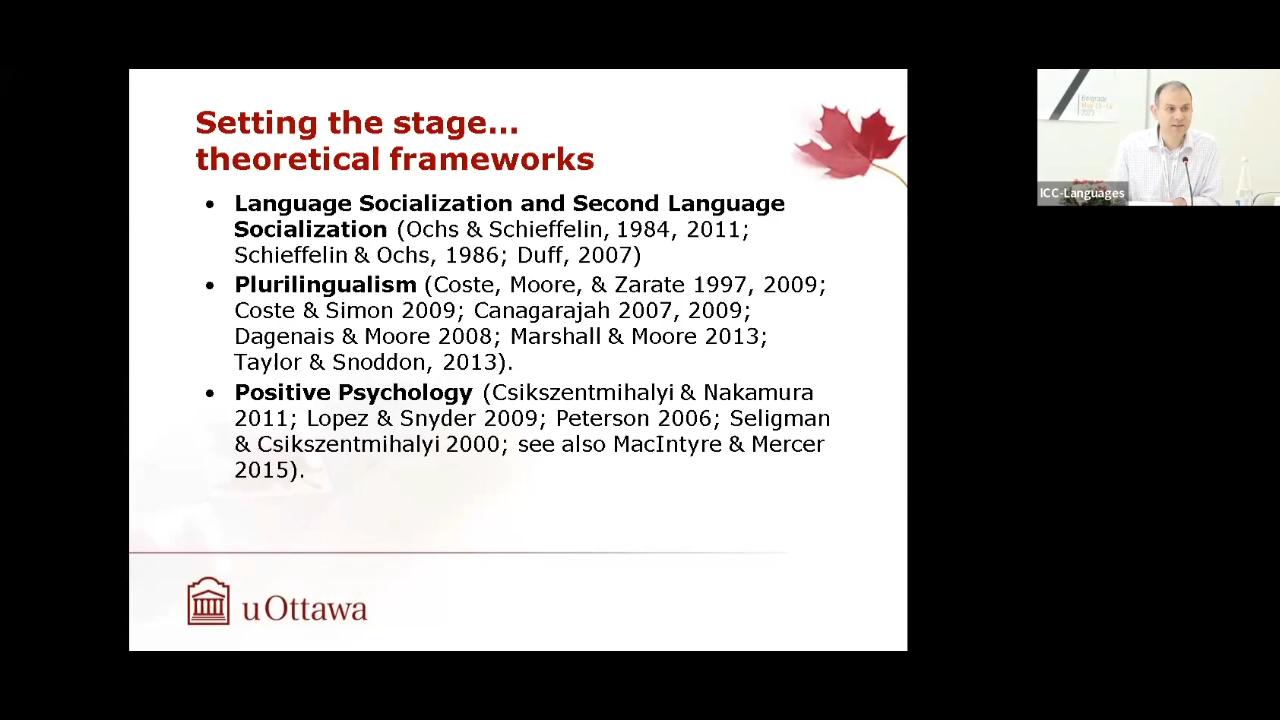 Setting the stage...
theoretical frameworks
• Language Socialization and Second Language
Socialization (Ochs & Schieffelin, 1984, 2011;
Schieffelin & Ochs, 1986; Duff, 2007)
• Plurilingualism (Coste, Moore, & Zarate 1997, 2009;
Coste & Simon 2009; Canagarajah 2007, 2009;
Dagenais & Moore 2008; Marshall & Moore 2013;
Taylor & Snoddon, 2013).
• Positive Psychology (Csikszentmihalyi & Nakamura
2011; Lopez & Snyder 2009; Peterson 2006; Seligman
& Csikszentmihalyi 2000; see also MacIntyre & Mercer
2015).
uOttawa
Belgrade
2023
ICC-Languages